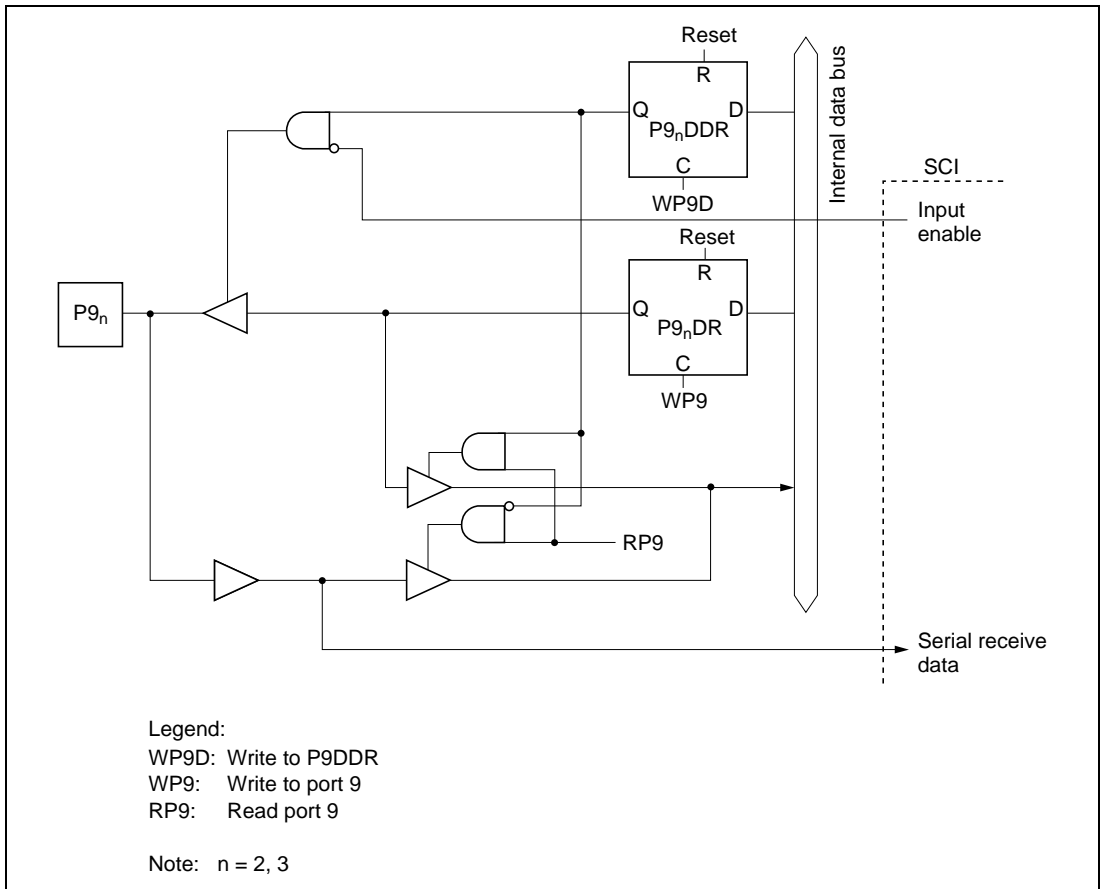 Reset
R
Q
D
P9nDDR
C
WP9D
Internal data bus
SCI
Input
enable
Reset
R
Q
D
P9nDR
C
WP9
P9n
RP9
Serial receive
data
Legend:
WP9D: Write to P9DDR
WP9: Write to port 9
RP9: Read port 9
Note: n = 2, 3